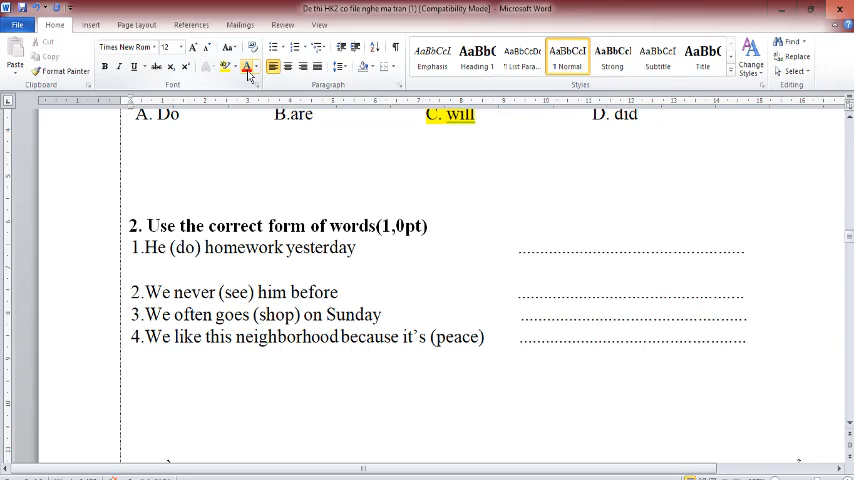 De thi HK2 co file nghe ma tran (1) [Compatibility Mode] - Microsoft Word
File Home Insert Page Layout References Mailings Review View
Cut
Copy
Format Painter
Paste
Clipboard
Times New Rom 12
Font
Paragraph
AaBbCcI AaBbC AaBbCcDc AaBbCcI AaBbCcl AaBbCcl AaBb(
Emphasis Heading 1 ¶ List Para... ¶ Normal Strong Subtitle Title
Styles
Change Styles
Find
Replace
Select
Editing
A. Do B.are C. will D. did
2. Use the correct form of words(1,0pt)
1.He (do) homework yesterday ............................................................
2.We never (see) him before ............................................................
3.We often goes (shop) on Sunday ............................................................
4.We like this neighborhood because it’s (peace) ............................................................